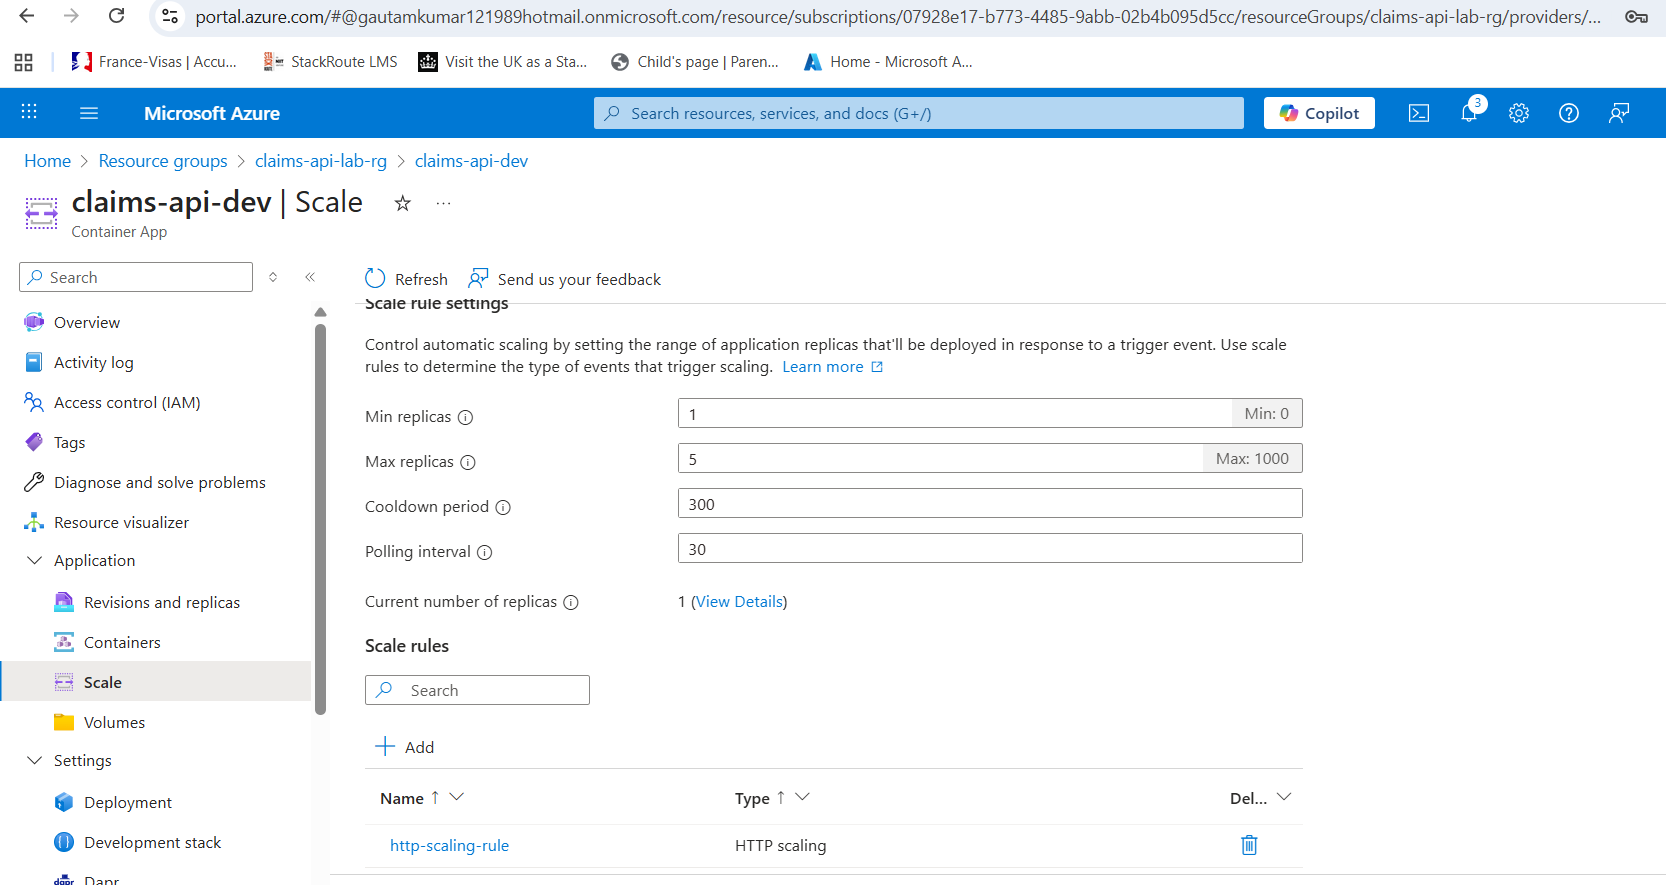 portal.azure.com/#@gautamkumar121989hotmail.onmicrosoft.com/resource/subscriptions/07928e17-b773-4485-9abb-02b4b095d5cc/resourceGroups/claims-api-lab-rg/providers/...
France-Visas | Accu...
StackRoute LMS
Visit the UK as a Sta...
Child's page | Paren...
Home - Microsoft A...
Microsoft Azure
Search resources, services, and docs (G+/)
Copilot
3
Home > Resource groups > claims-api-lab-rg > claims-api-dev
claims-api-dev | Scale
Container App
Search
Overview
Activity log
Access control (IAM)
Tags
Diagnose and solve problems
Resource visualizer
Application
Revisions and replicas
Containers
Scale
Volumes
Settings
Deployment
Development stack
Dapr
Refresh
Send us your feedback
Scale rule settings
Control automatic scaling by setting the range of application replicas that'll be deployed in response to a trigger event. Use scale
rules to determine the type of events that trigger scaling. Learn more
Min replicas
1
Min: 0
Max replicas
5
Max: 1000
Cooldown period
300
Polling interval
30
Current number of replicas
1 (View Details)
Scale rules
Search
Add
Name ↑
Type ↑
Del...
http-scaling-rule
HTTP scaling